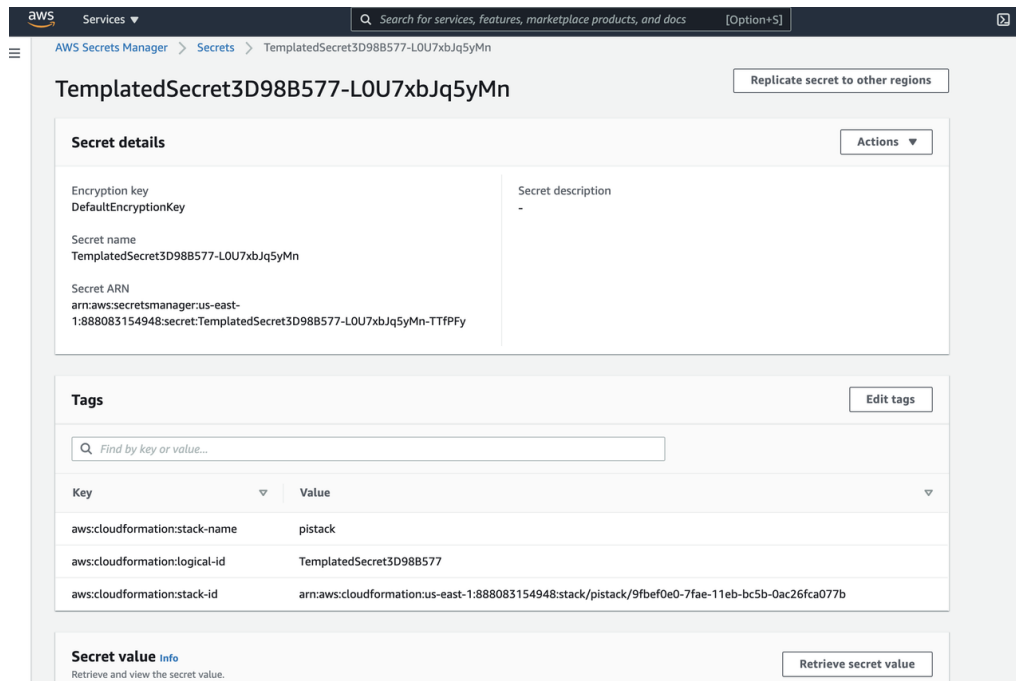 aws Services ▼ Search for services, features, marketplace products, and docs [Option+S]
AWS Secrets Manager > Secrets > TemplatedSecret3D98B577-L0U7xbJq5yMn
TemplatedSecret3D98B577-L0U7xbJq5yMn
Replicate secret to other regions
Secret details
Actions ▼
Encryption key
DefaultEncryptionKey
Secret name
TemplatedSecret3D98B577-L0U7xbJq5yMn
Secret ARN
arn:aws:secretsmanager:us-east-
1:888083154948:secret:TemplatedSecret3D98B577-L0U7xbJq5yMn-TTfPFy
Secret description
-
Tags
Edit tags
Find by key or value...
Key Value
aws:cloudformation:stack-name pistack
aws:cloudformation:logical-id TemplatedSecret3D98B577
aws:cloudformation:stack-id arn:aws:cloudformation:us-east-1:888083154948:stack/pistack/9fbef0e0-7fae-11eb-bc5b-0ac26fca077b
Secret value Info
Retrieve and view the secret value.
Retrieve secret value